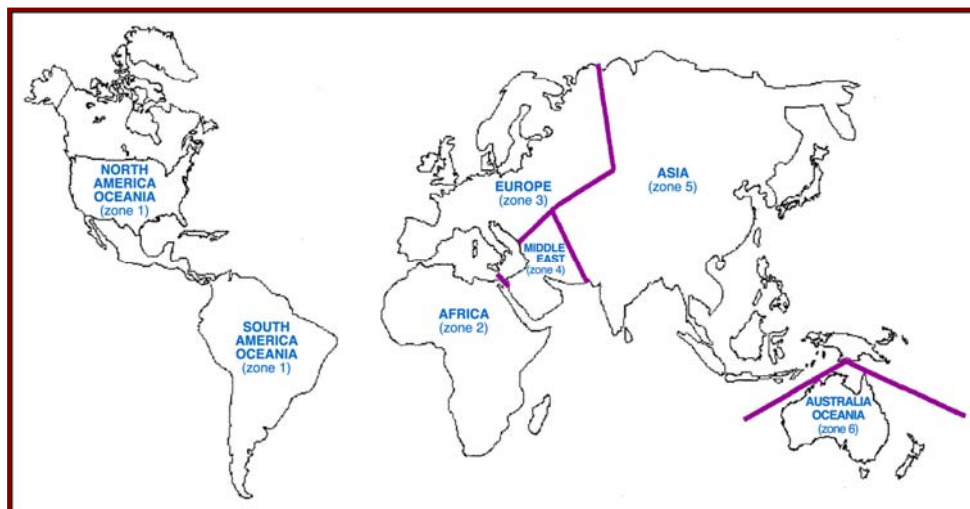 NORTH
AMERICA
OCEANIA
(zone 1)
EUROPE
(zone 3)
ASIA
(zone 5)
MIDDLE
EAST
(zone 4)
AFRICA
(zone 2)
SOUTH
AMERICA
OCEANIA
(zone 1)
AUSTRALIA
OCEANIA
(zone 6)